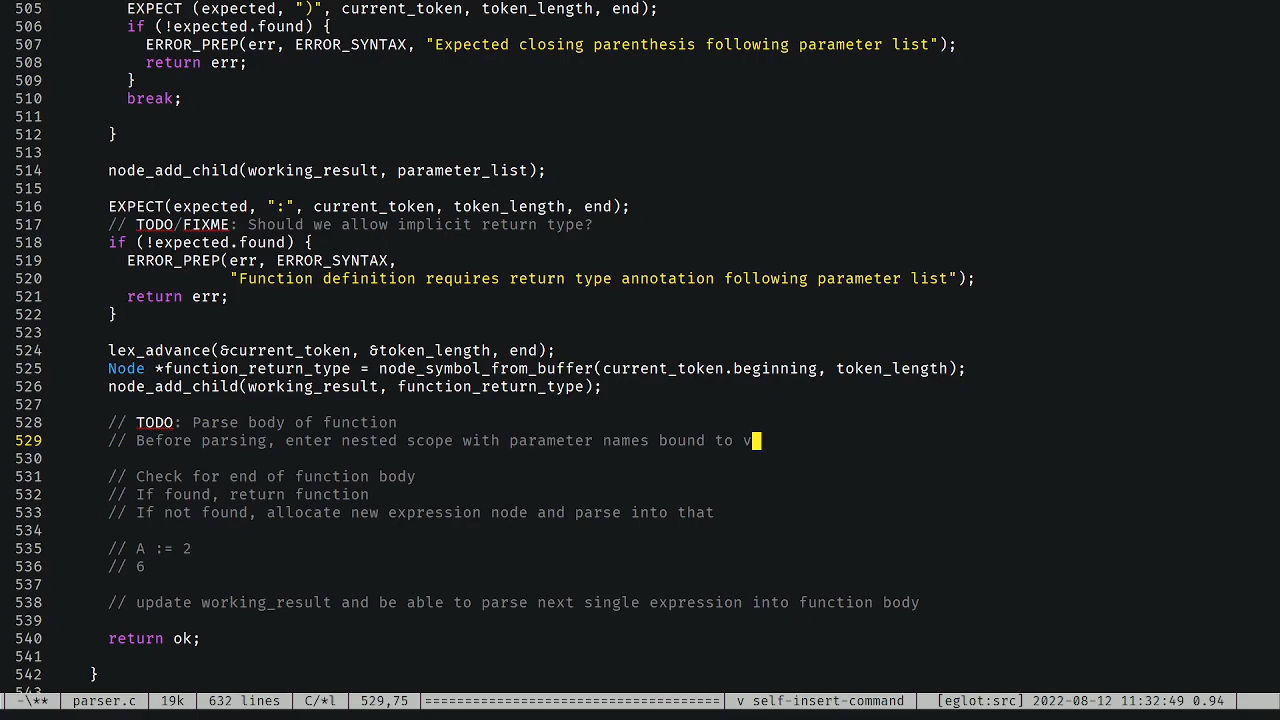 505 EXPECT (expected, ")", current_token, token_length, end);
506 if (!expected.found) {
507 ERROR_PREP(err, ERROR_SYNTAX, "Expected closing parenthesis following parameter list");
508 return err;
509 }
510 break;
511
512 }
513
514 node_add_child(working_result, parameter_list);
515
516 EXPECT(expected, ":", current_token, token_length, end);
517 // TODO/FIXME: Should we allow implicit return type?
518 if (!expected.found) {
519 ERROR_PREP(err, ERROR_SYNTAX,
520 "Function definition requires return type annotation following parameter list");
521 return err;
522 }
523
524 lex_advance(&current_token, &token_length, end);
525 Node *function_return_type = node_symbol_from_buffer(current_token.beginning, token_length);
526 node_add_child(working_result, function_return_type);
527
528 // TODO: Parse body of function
529 // Before parsing, enter nested scope with parameter names bound to v
530
531 // Check for end of function body
532 // If found, return function
533 // If not found, allocate new expression node and parse into that
534
535 // A := 2
536 // 6
537
538 // update working_result and be able to parse next single expression into function body
539
540 return ok;
541
542 }
543
-\** parser.c 19k 632 lines C/*l 529,75 ================================ v self-insert-command [eglot:src] 2022-08-12 11:32:49 0.94